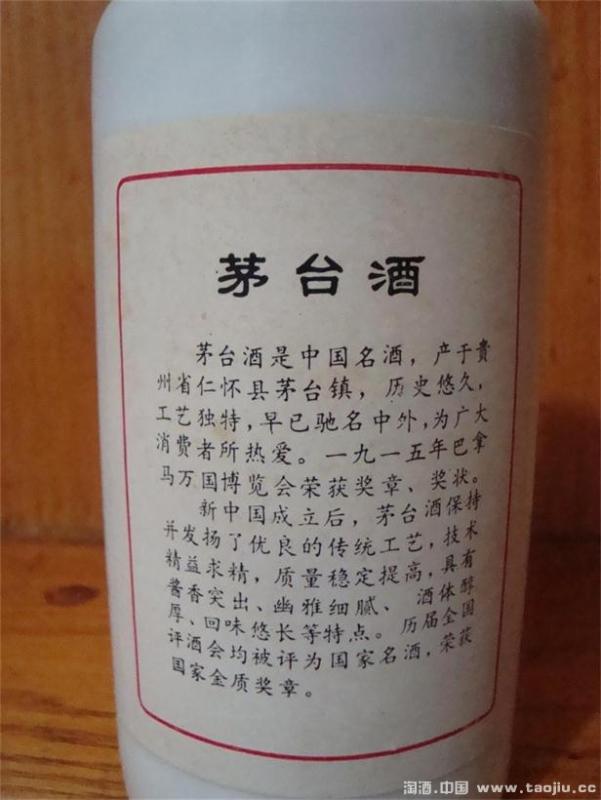 茅台酒
茅台酒是中国名酒，产于貴
州省仁怀县茅台镇，历史悠久，
工艺独特，早已驰名中外，为广大
消费者所热爱。一九一五年巴拿
马万国博览会荣获奖章、奖状。
新中国成立后，茅台酒保持
并发扬了优良的传统工艺，技术
精益求精，质量稳定提高，具有
酱香突出、幽雅细腻、酒体醇
厚、回味悠长等特点。历届全国
评酒会均被评为国家名酒，荣获
国家金质奖章。
淘酒.中国 www.taojiu.cc